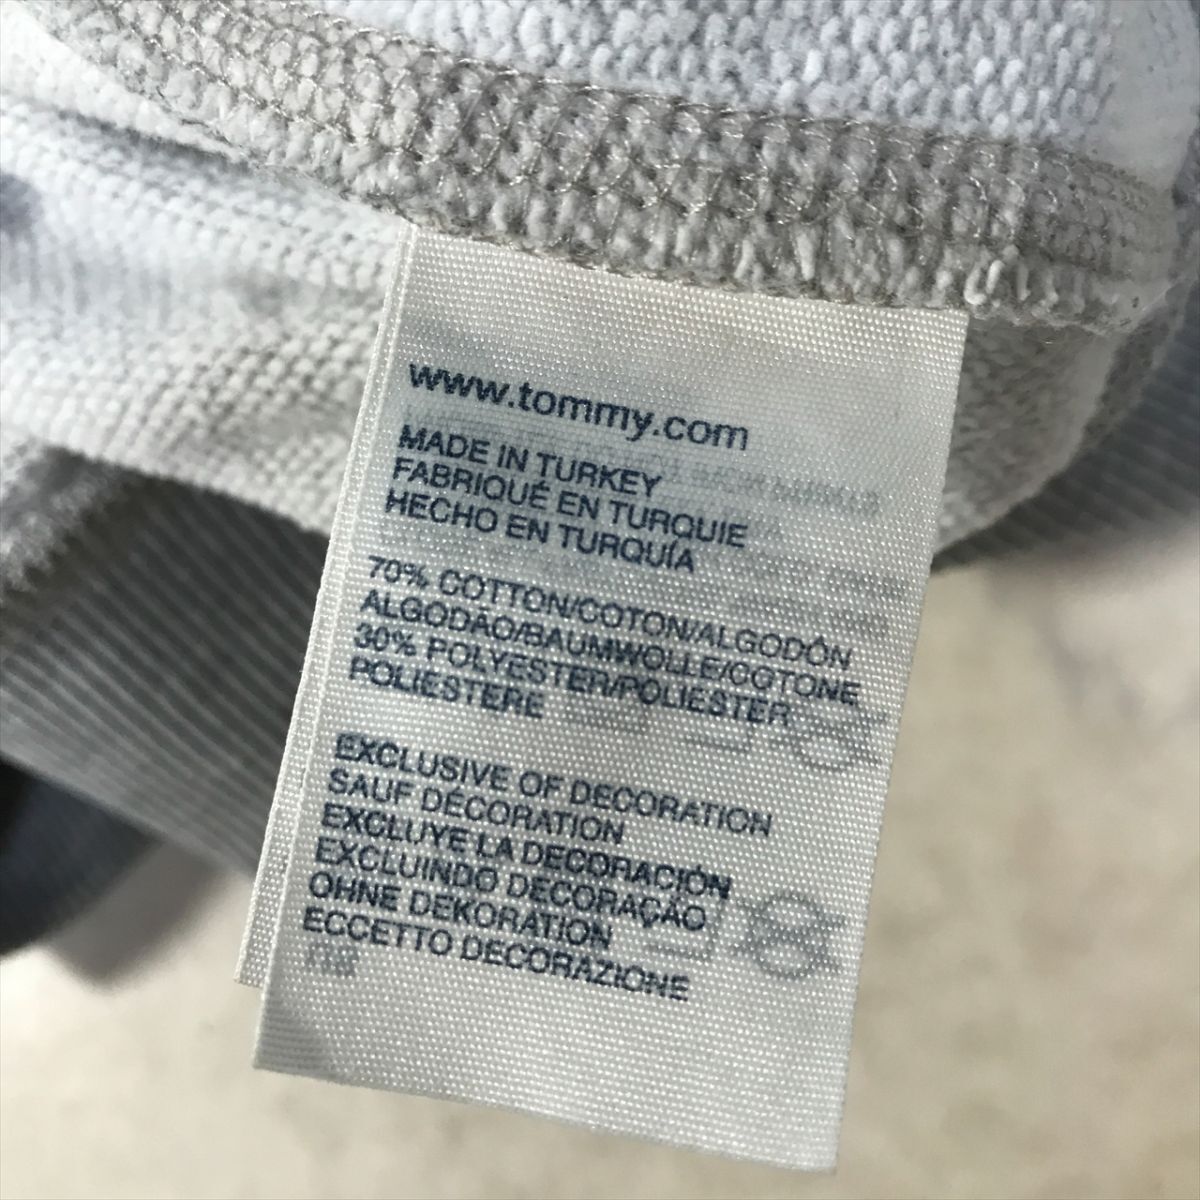 www.tommy.com
MADE IN TURKEY
FABRIQUÉ EN TURQUIE
HECHO EN TURQUÍA
70% COTTON/COTON/ALGODÓN
ALGODÃO/BAUMWOLLE/COTONE
30% POLYESTER/POLIESTER
POLIESTERE
EXCLUSIVE OF DECORATION
SAUF DÉCORATION
EXCLUYE LA DECORACIÓN
EXCLUINDO DECORAÇÃO
OHNE DEKORATION
ECCETTO DECORAZIONE